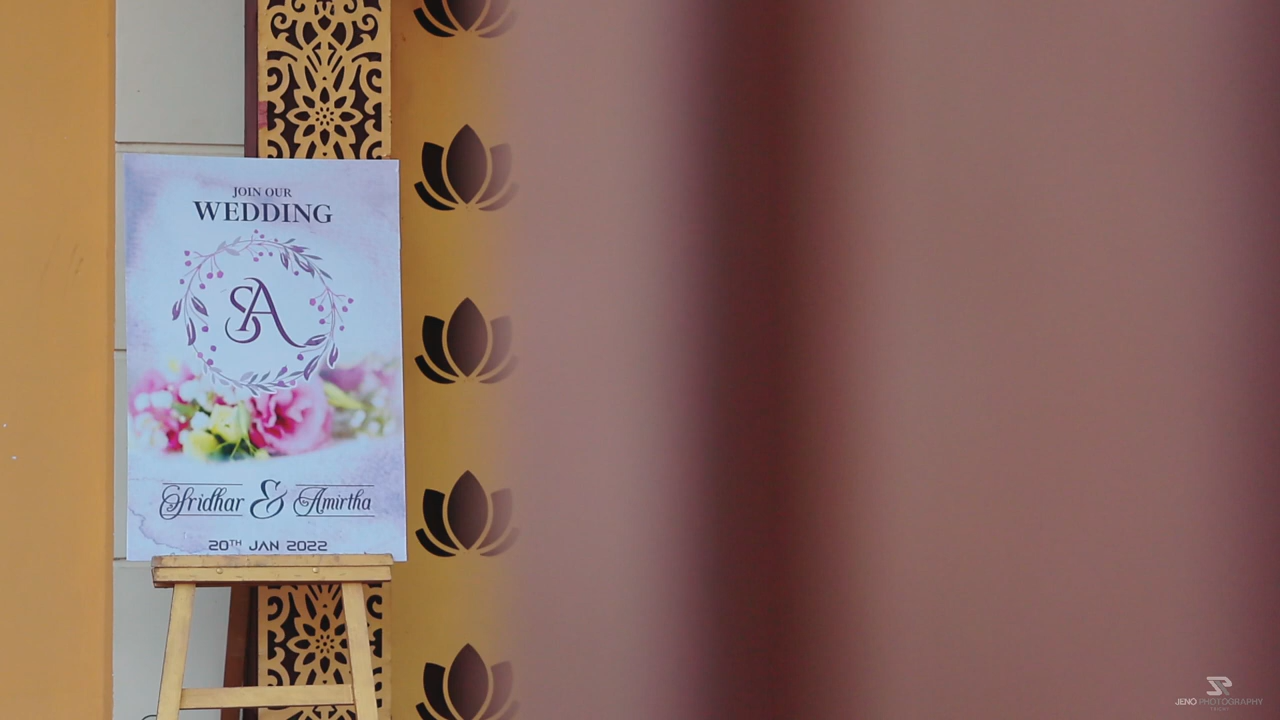 JOIN OUR
WEDDING
SA
Sridhar & Amirtha
20TH JAN 2022
JENO PHOTOGRAPHY